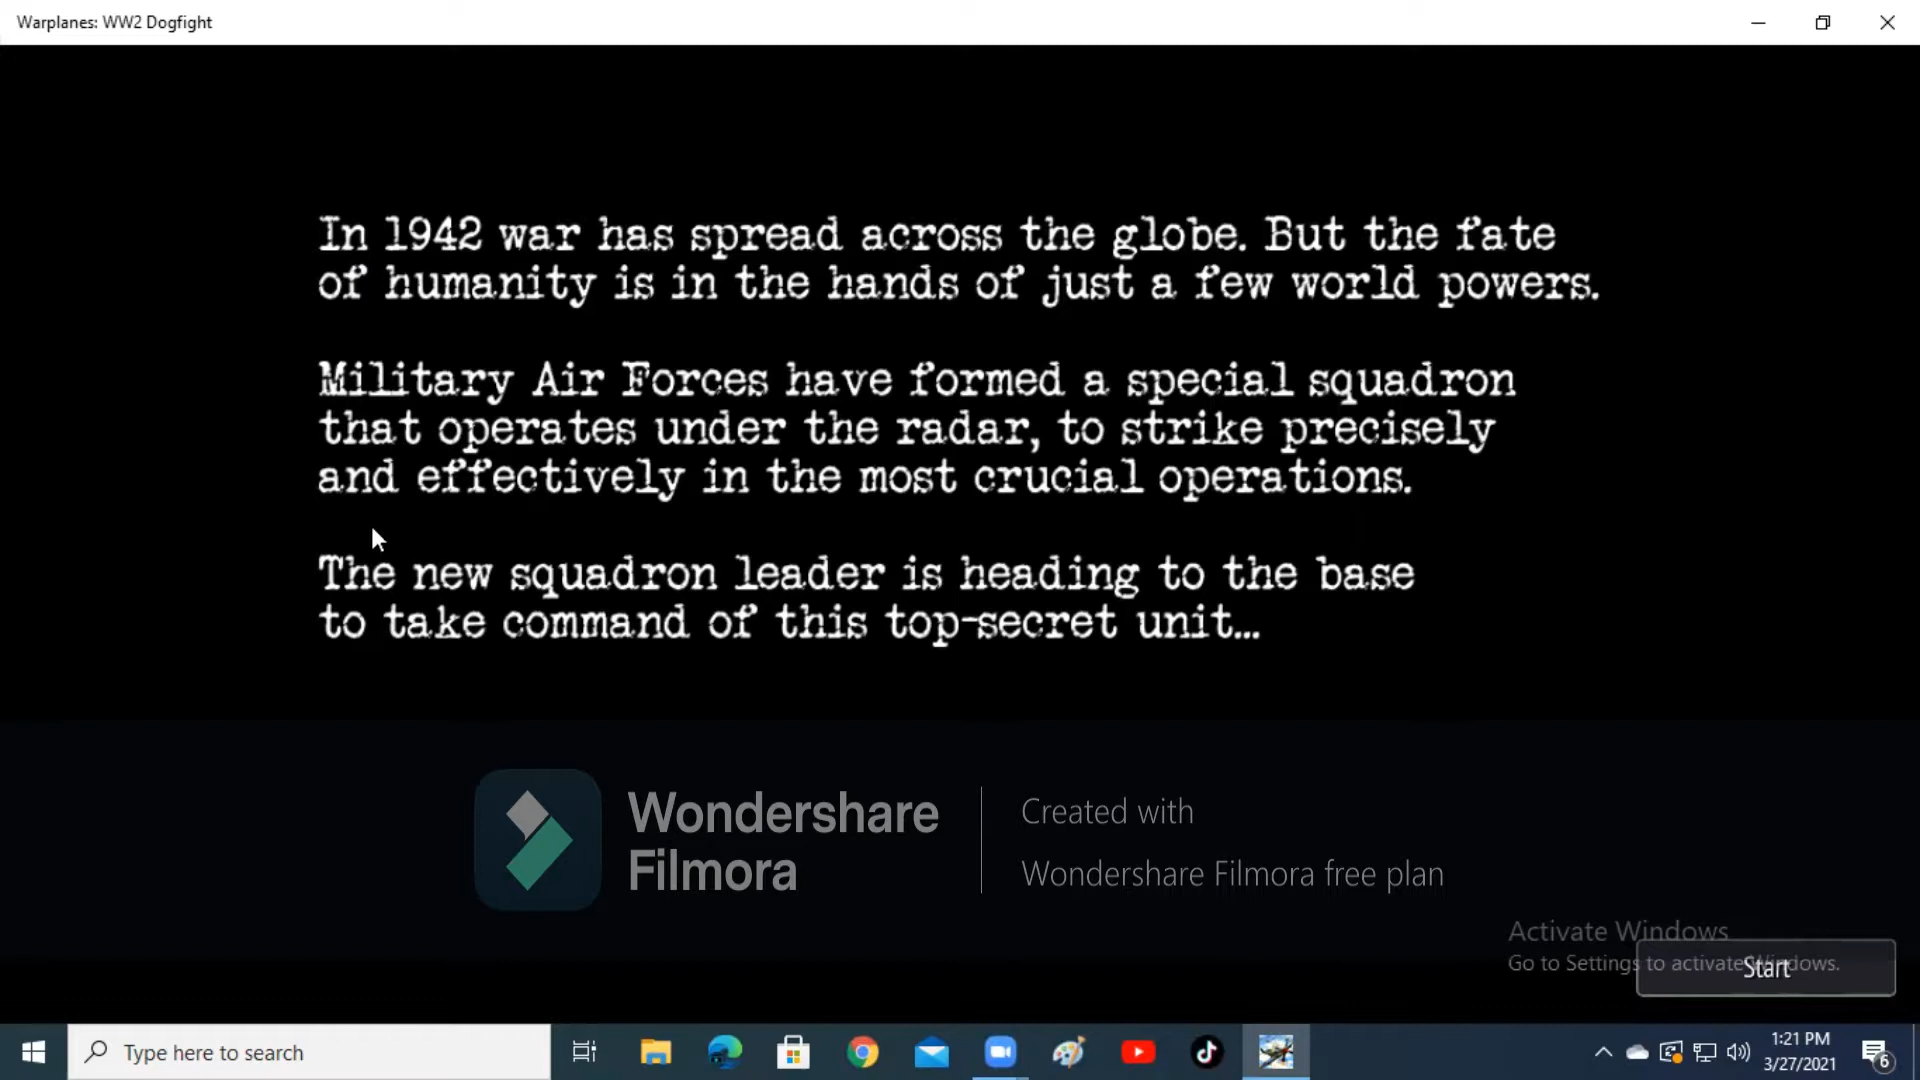 Warplanes: WW2 Dogfight
In 1942 war has spread across the globe. But the fate
of humanity is in the hands of just a few world powers.
Military Air Forces have formed a special squadron
that operates under the radar, to strike precisely
and effectively in the most crucial operations.
The new squadron leader is heading to the base
to take command of this top-secret unit...
Wondershare
Filmora
Created with
Wondershare Filmora free plan
Activate Windows
Go to Settings to activate Windows.
Start
Type here to search
1:21 PM
3/27/2021
6